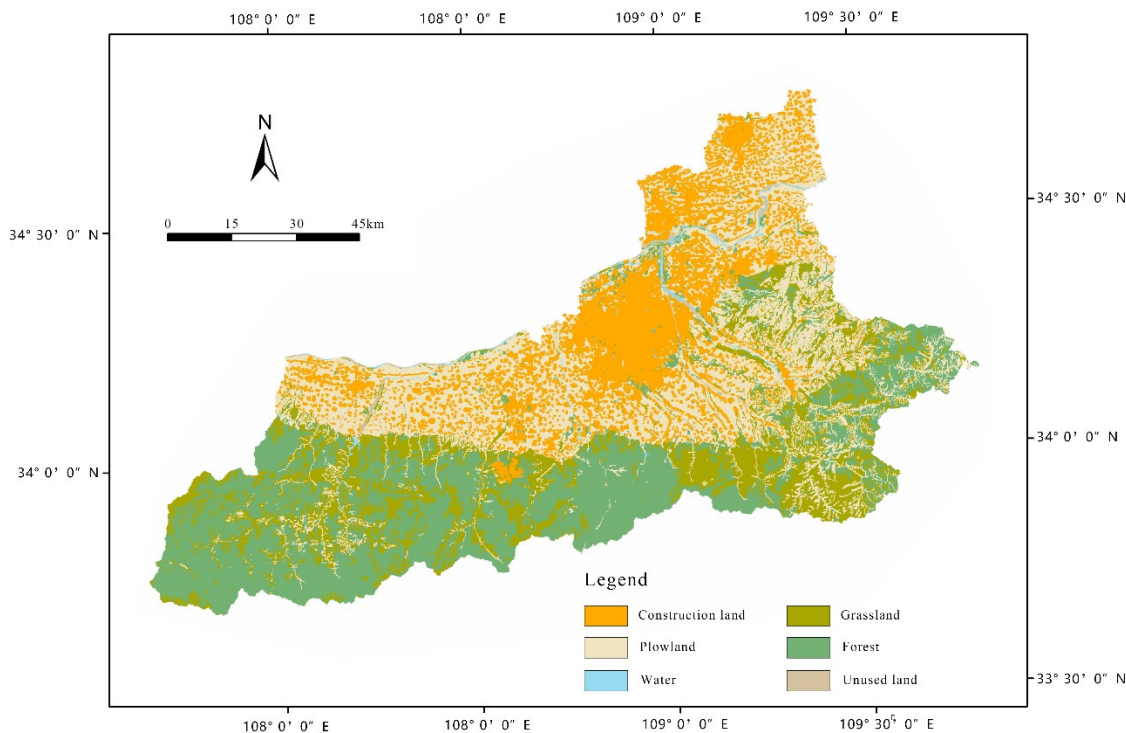 108° 0′ 0″ E 108° 0′ 0″ E 109° 0′ 0″ E 109° 30′ 0″ E
N
0 15 30 45km
34° 30′ 0″ N
34° 30′ 0″ N
34° 0′ 0″ N
34° 0′ 0″ N
Legend
Construction land Grassland
Plowland Forest
Water Unused land
33° 30′ 0″ N
108° 0′ 0″ E 108° 0′ 0″ E 109° 0′ 0″ E 109° 30′ 0″ E